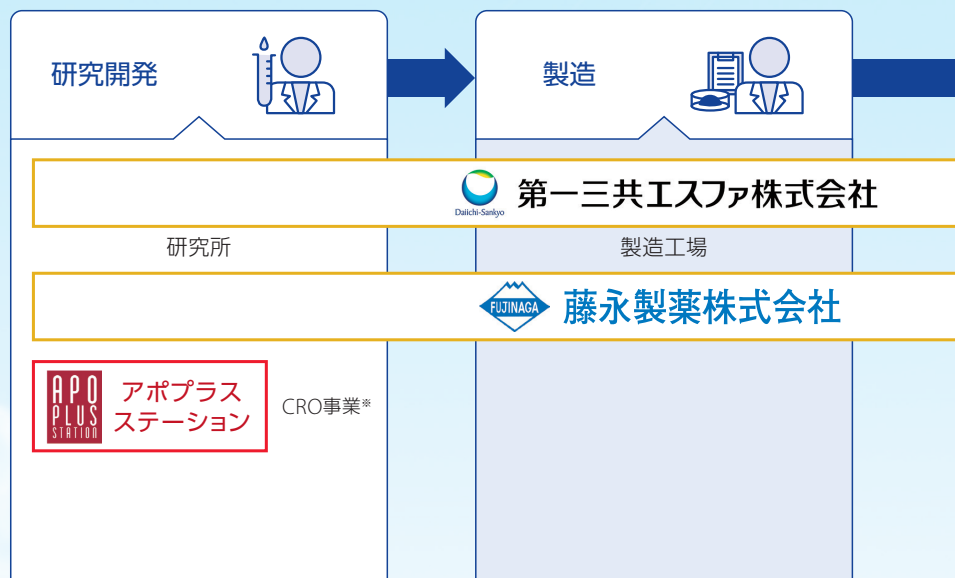 研究開発
製造
Daiichi-Sankyo
第一三共エスファ株式会社
研究所
製造工場
FUJINAGA
藤永製薬株式会社
APO
PLUS
STATION
アポプラス
ステーション
CRO事業※